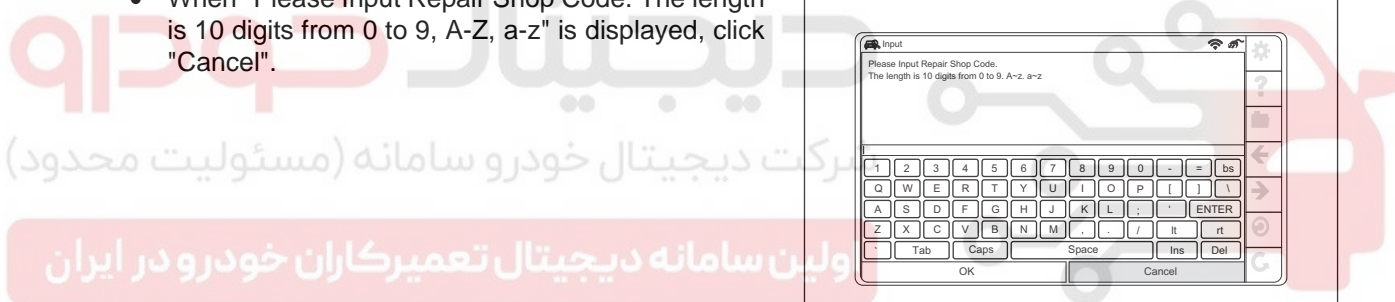 • When "Please Input Repair Shop Code. The length
is 10 digits from 0 to 9, A-Z, a-z" is displayed, click
"Cancel".
دیجیتال خودرو
شرکت دیجیتال خودرو سامانه (مسئولیت محدود)
اولین سامانه دیجیتال تعمیرکاران خودرو در ایران
Input
Please Input Repair Shop Code.
The length is 10 digits from 0 to 9. A~z. a~z
1 2 3 4 5 6 7 8 9 0 - = bs
Q W E R T Y U I O P [ ] \
A S D F G H J K L ; ' ENTER
Z X C V B N M , . / lt rt
` Tab Caps Space Ins Del
OK Cancel